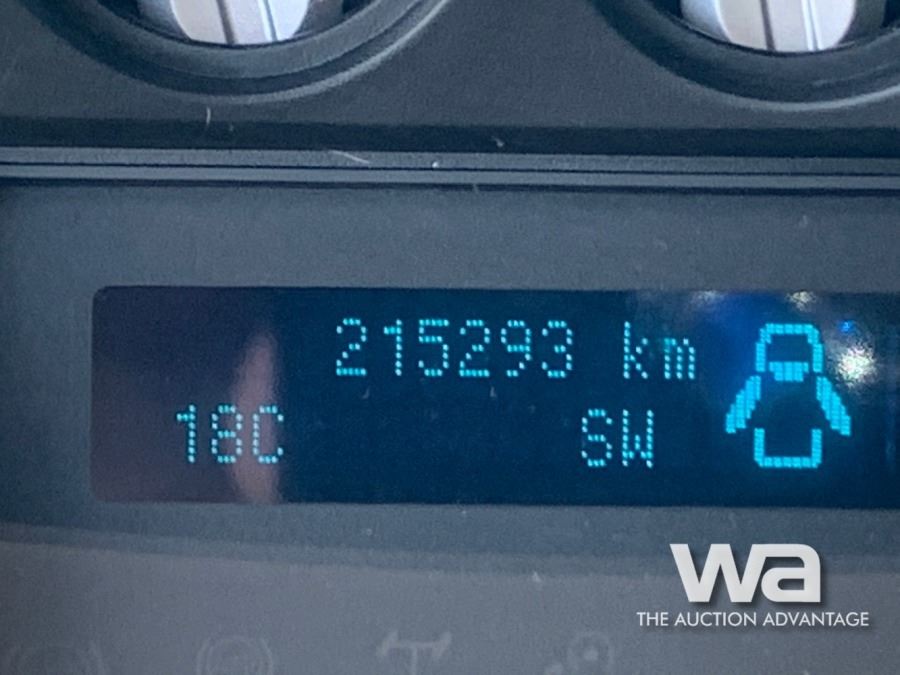 215293 km
18C SW
wa
THE AUCTION ADVANTAGE